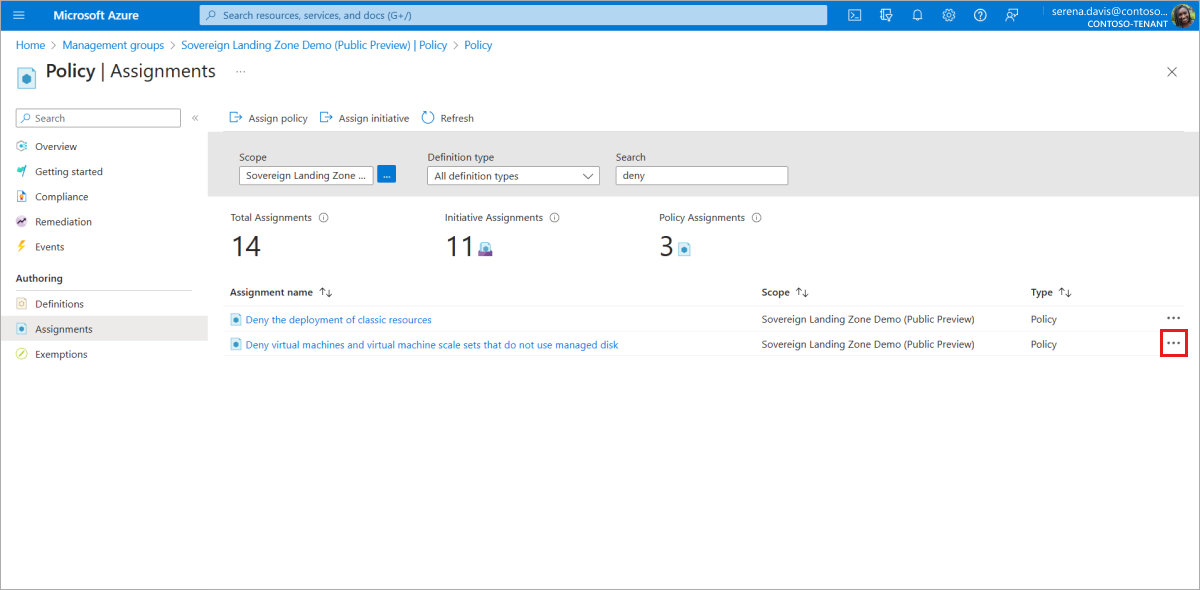 Microsoft Azure
Search resources, services, and docs (G+/)
serena.davis@contoso...
CONTOSO-TENANT
Home > Management groups > Sovereign Landing Zone Demo (Public Preview) | Policy > Policy
Policy | Assignments ...
Search «
Assign policy Assign initiative Refresh
Overview
Getting started
Compliance
Remediation
Events
Authoring
Definitions
Assignments
Exemptions
Scope Definition type Search
Sovereign Landing Zone ... ... All definition types deny
Total Assignments Initiative Assignments Policy Assignments
14 11 3
Assignment name ↑↓ Scope ↑↓ Type ↑↓
Deny the deployment of classic resources Sovereign Landing Zone Demo (Public Preview) Policy ...
Deny virtual machines and virtual machine scale sets that do not use managed disk Sovereign Landing Zone Demo (Public Preview) Policy ...